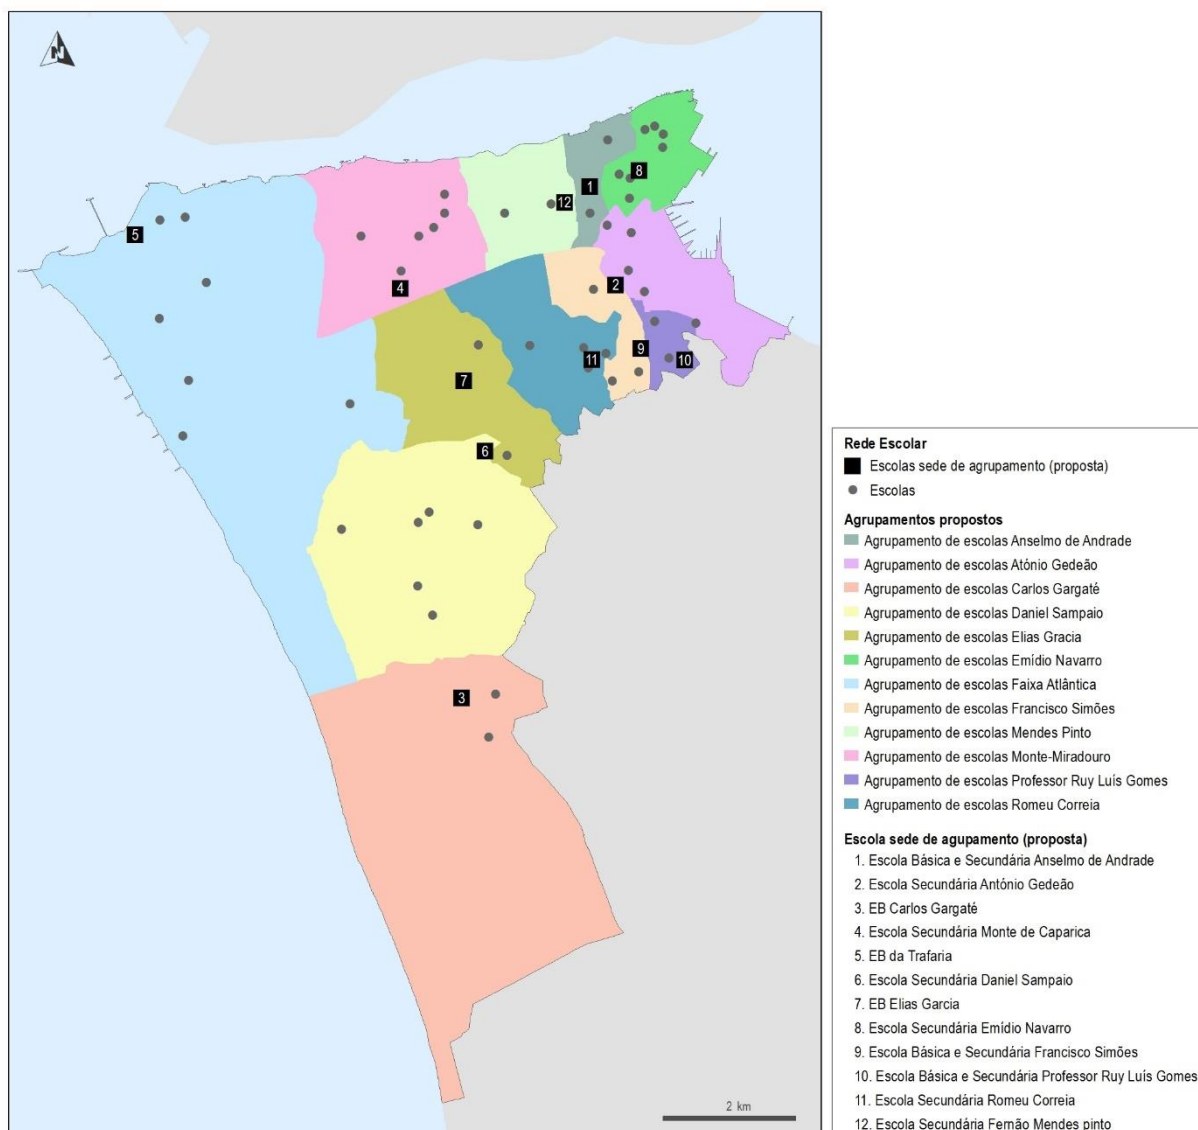 N
1
8
12
5
4
2
9
10
11
7
6
3
2 km
Rede Escolar
Escolas sede de agrupamento (proposta)
Escolas
Agrupamentos propostos
Agrupamento de escolas Anselmo de Andrade
Agrupamento de escolas Atónio Gedeão
Agrupamento de escolas Carlos Gargaté
Agrupamento de escolas Daniel Sampaio
Agrupamento de escolas Elias Gracia
Agrupamento de escolas Emídio Navarro
Agrupamento de escolas Faixa Atlântica
Agrupamento de escolas Francisco Simões
Agrupamento de escolas Mendes Pinto
Agrupamento de escolas Monte-Miradouro
Agrupamento de escolas Professor Ruy Luís Gomes
Agrupamento de escolas Romeu Correia
Escola sede de agupamento (proposta)
1. Escola Básica e Secundária Anselmo de Andrade
2. Escola Secundária António Gedeão
3. EB Carlos Gargaté
4. Escola Secundária Monte de Caparica
5. EB da Trafaria
6. Escola Secundária Daniel Sampaio
7. EB Elias Garcia
8. Escola Secundária Emídio Navarro
9. Escola Básica e Secundária Francisco Simões
10. Escola Básica e Secundária Professor Ruy Luís Gomes
11. Escola Secundária Romeu Correia
12. Escola Secundária Fernão Mendes pinto